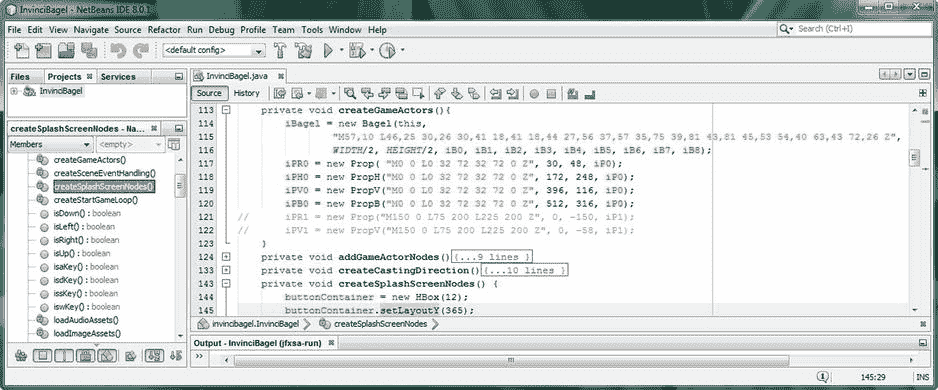 InvinciBagel - NetBeans IDE 8.0.1
File Edit View Navigate Source Refactor Run Debug Profile Team Tools Window Help
Search (Ctrl+I)
<default config>
Files Projects Services
InvinciBagel.java
InvinciBagel
Source History
createSplashScreenNodes() - Na...
Members <empty>
createGameActors()
createSceneEventHandling()
createSplashScreenNodes()
createStartGameLoop()
isDown() : boolean
isLeft() : boolean
isRight() : boolean
isUp() : boolean
isaKey() : boolean
isdKey() : boolean
issKey() : boolean
iswKey() : boolean
loadAudioAssets()
loadImageAssets()
113 private void createGameActors(){
114 iBagel = new Bagel(this,
115 "M57,10 L46,25 30,26 30,41 18,41 18,44 27,56 37,57 35,75 39,81 43,81 45,53 54,40 63,43 72,26 Z",
116 WIDTH/2, HEIGHT/2, iB0, iB1, iB2, iB3, iB4, iB5, iB6, iB7, iB8);
117 iPR0 = new Prop( "M0 0 L0 32 72 32 72 0 Z", 30, 48, iP0);
118 iPH0 = new PropH("M0 0 L0 32 72 32 72 0 Z", 172, 248, iP0);
119 iPV0 = new PropV("M0 0 L0 32 72 32 72 0 Z", 396, 116, iP0);
120 iPB0 = new PropB("M0 0 L0 32 72 32 72 0 Z", 512, 316, iP0);
121 // iPR1 = new Prop("M150 0 L75 200 L225 200 Z", 0, -150, iP1);
122 // iPV1 = new PropV("M150 0 L75 200 L225 200 Z", 0, -58, iP1);
123 }
124 private void addGameActorNodes() {...9 lines }
133 private void createCastingDirection() {...10 lines }
143 private void createSplashScreenNodes() {
144 buttonContainer = new HBox(12);
145 buttonContainer.setLayoutY(365);
invincibagel.InvinciBagel createSplashScreenNodes
Output - InvinciBagel (jfxsa-run)
145:29 INS